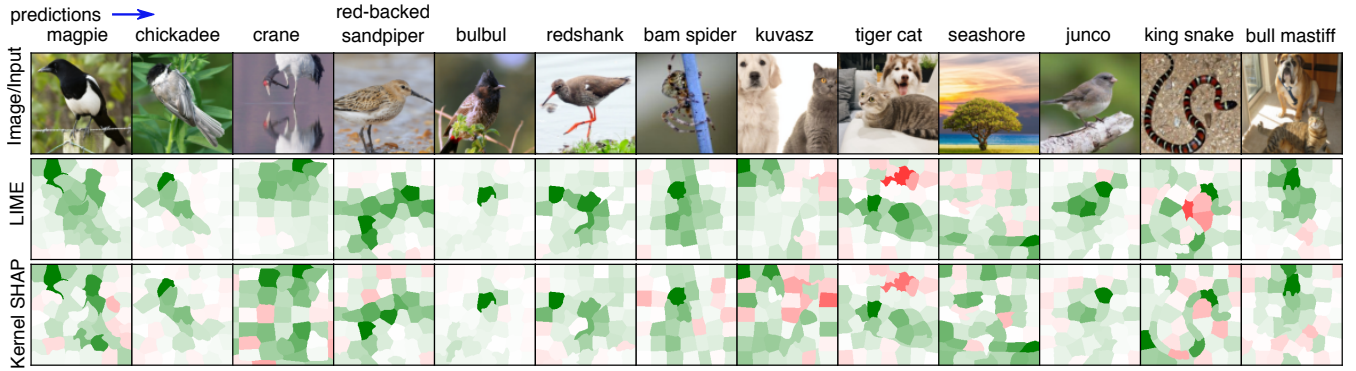 predictions
magpie
chickadee
crane
red-backed
sandpiper
bulbul
redshank
bam spider
kuvasz
tiger cat
seashore
junco
king snake
bull mastiff
Image/Input
LIME
Kernel SHAP